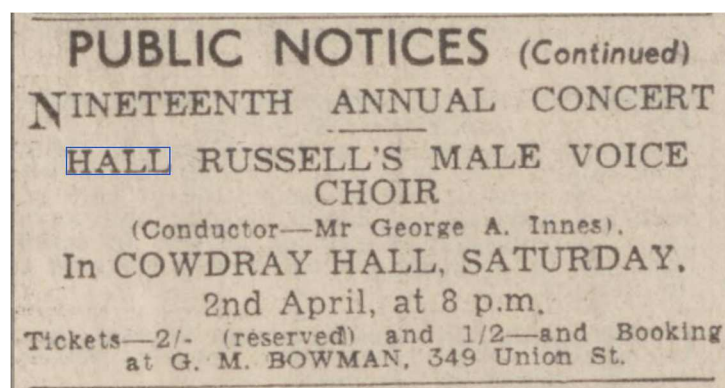 PUBLIC NOTICES (Continued)
NINETEENTH ANNUAL CONCERT
HALL RUSSELL'S MALE VOICE
CHOIR
(Conductor—Mr George A. Innes).
In COWDRAY HALL, SATURDAY,
2nd April, at 8 p.m.
Tickets—2/- (reserved) and 1/2—and Booking
at G. M. BOWMAN, 349 Union St.